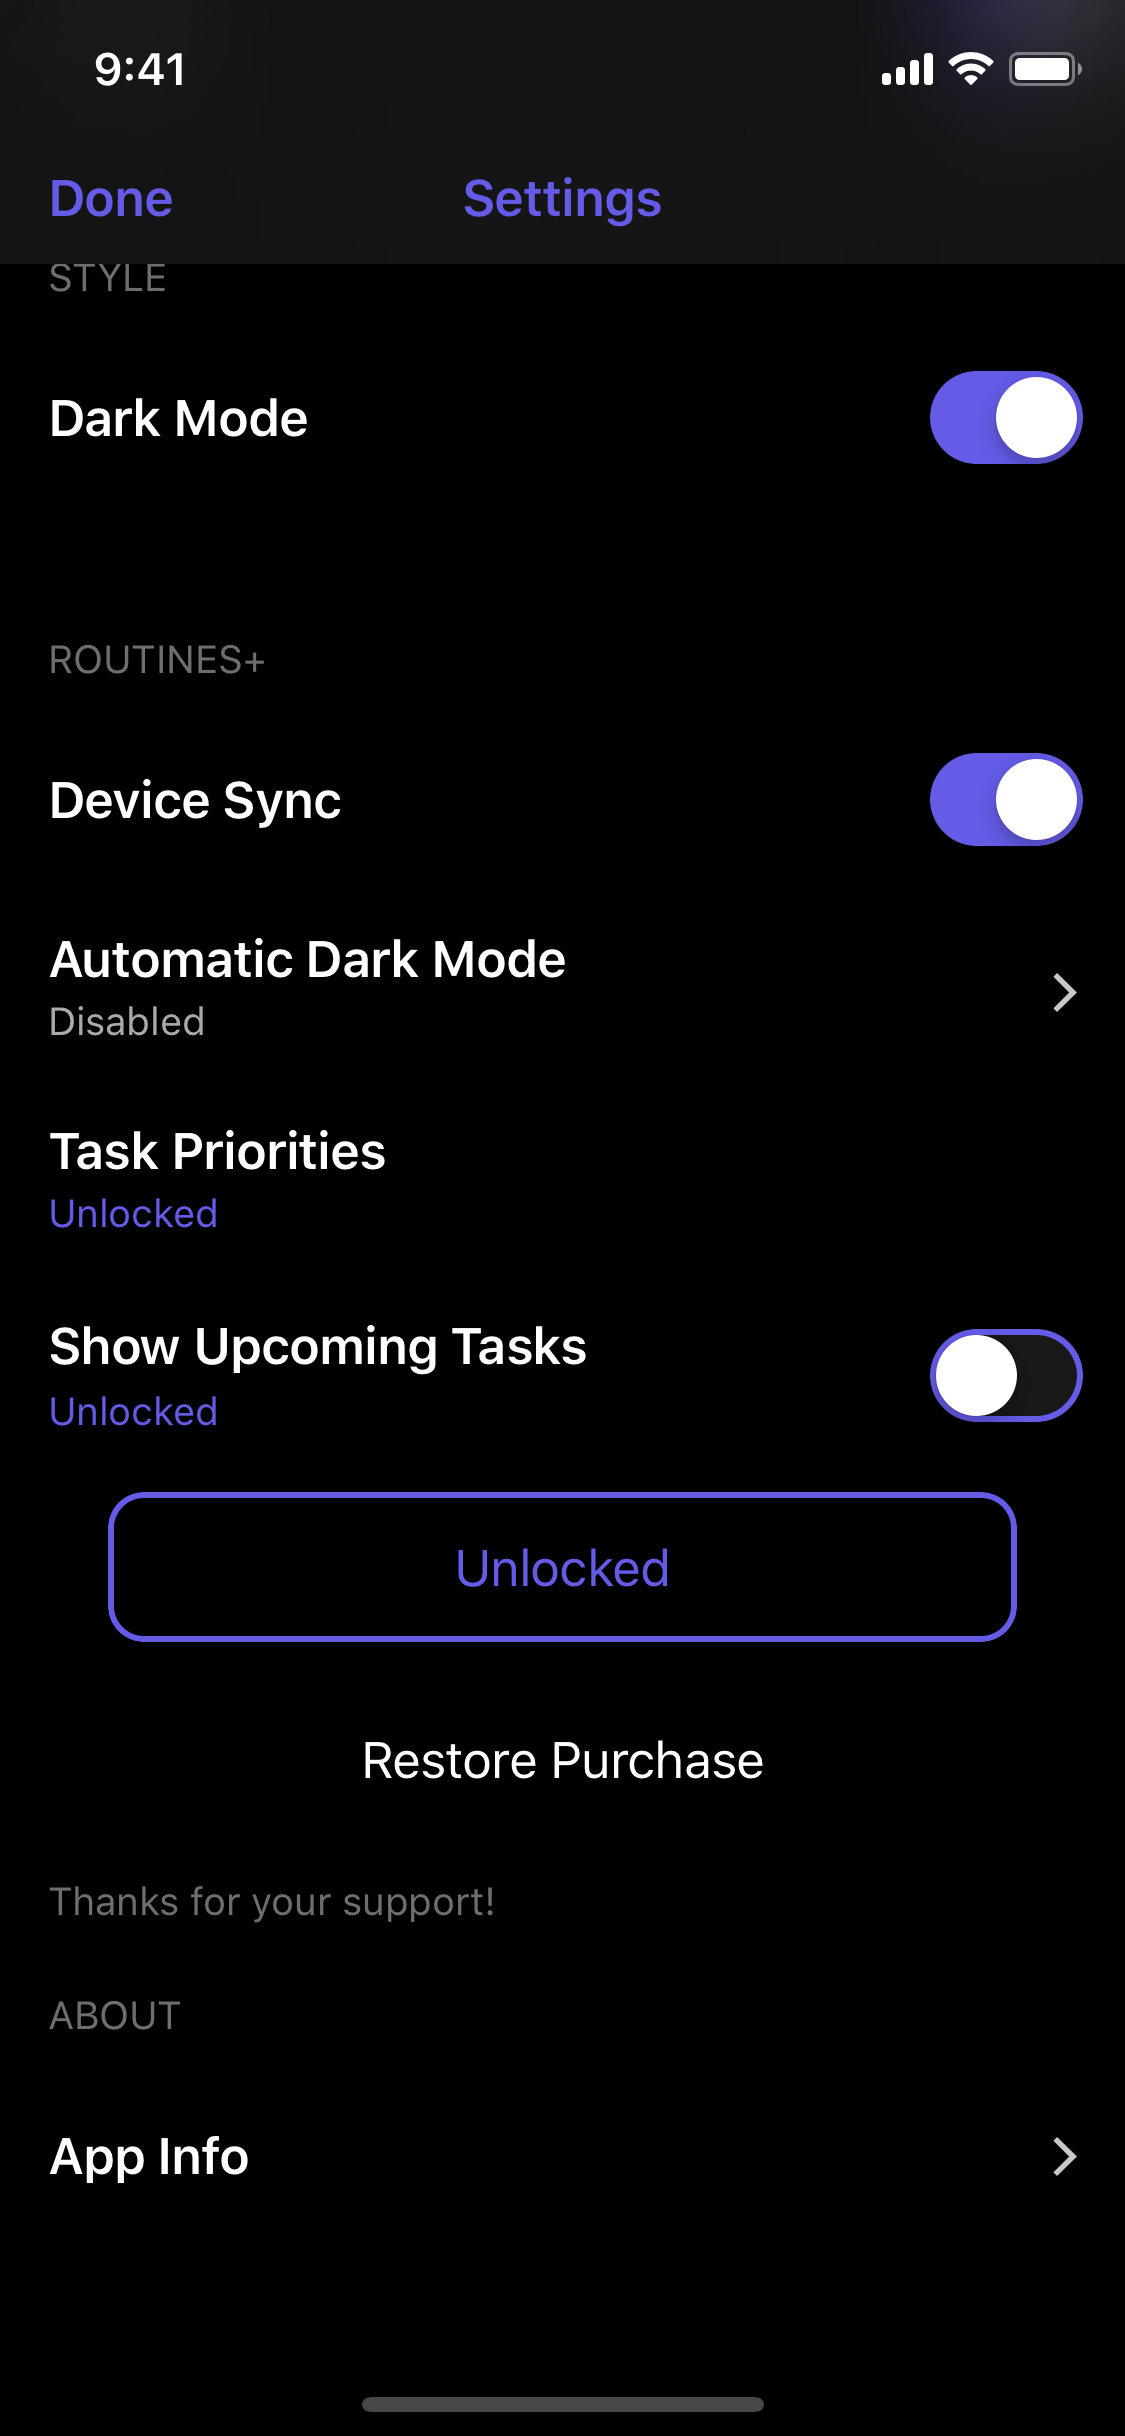 9:41
Done
Settings
STYLE
Dark Mode
ROUTINES+
Device Sync
Automatic Dark Mode
Disabled
Task Priorities
Unlocked
Show Upcoming Tasks
Unlocked
Unlocked
Restore Purchase
Thanks for your support!
ABOUT
App Info